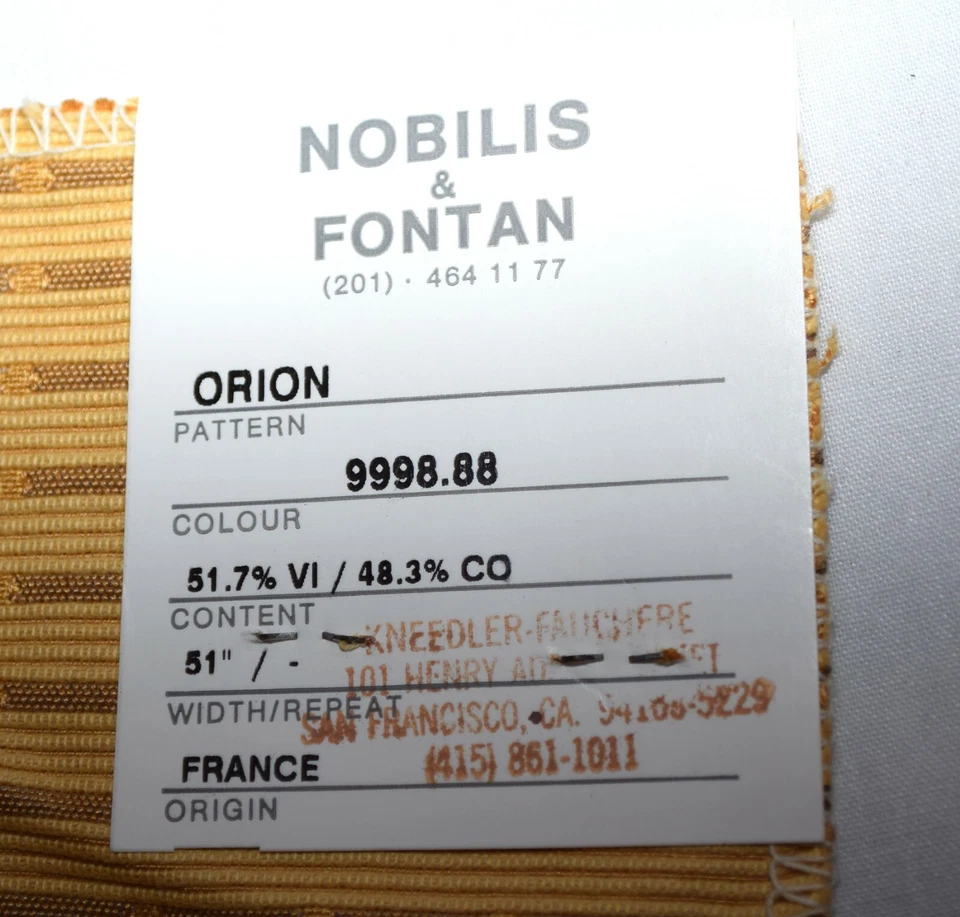 NOBILIS
&
FONTAN
(201) · 464 11 77
ORION
PATTERN
9998.88
COLOUR
51.7% VI / 48.3% CO
CONTENT
KNEEDLER-FAUCHERE
51" / -
101 HENRY
WIDTH/REPEAT
SAN FRANCISCO, CA.
FRANCE
(415) 861-1011
ORIGIN